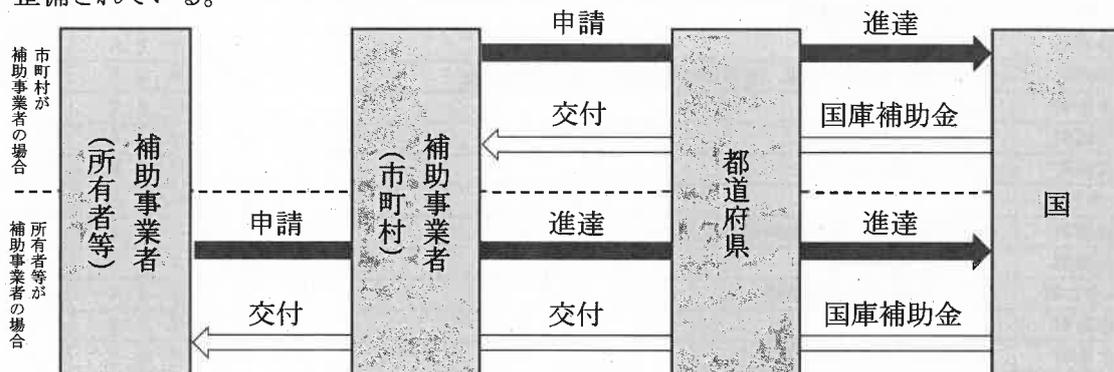 整備されている。
市町村が
補助事業者の場合
所有者等が
補助事業者の場合
補助事業者
(所有者等)
補助事業者
(市町村)
都道府県
国
申請
進達
交付
国庫補助金
申請
進達
進達
交付
交付
国庫補助金